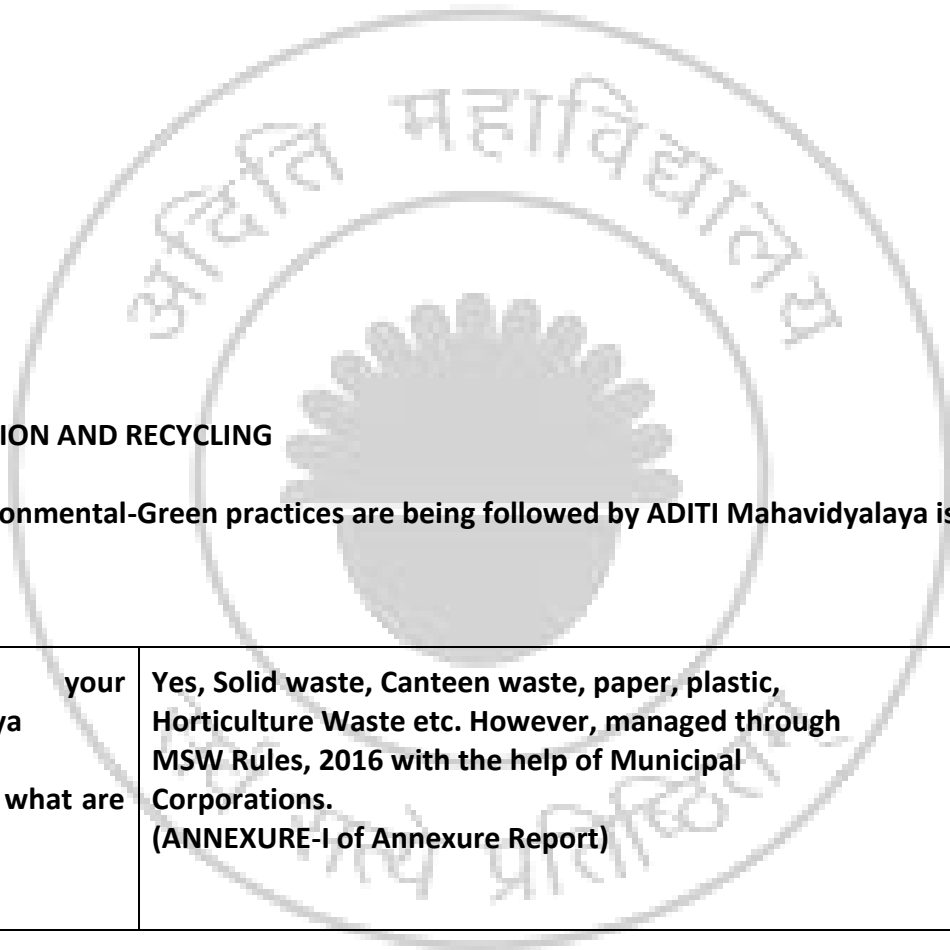 अदिति महाविद्यालय
ION AND RECYCLING
onmental-Green practices are being followed by ADITI Mahavidyalaya is
your
ya
what are
Yes, Solid waste, Canteen waste, paper, plastic,
Horticulture Waste etc. However, managed through
MSW Rules, 2016 with the help of Municipal
Corporations.
(ANNEXURE-I of Annexure Report)